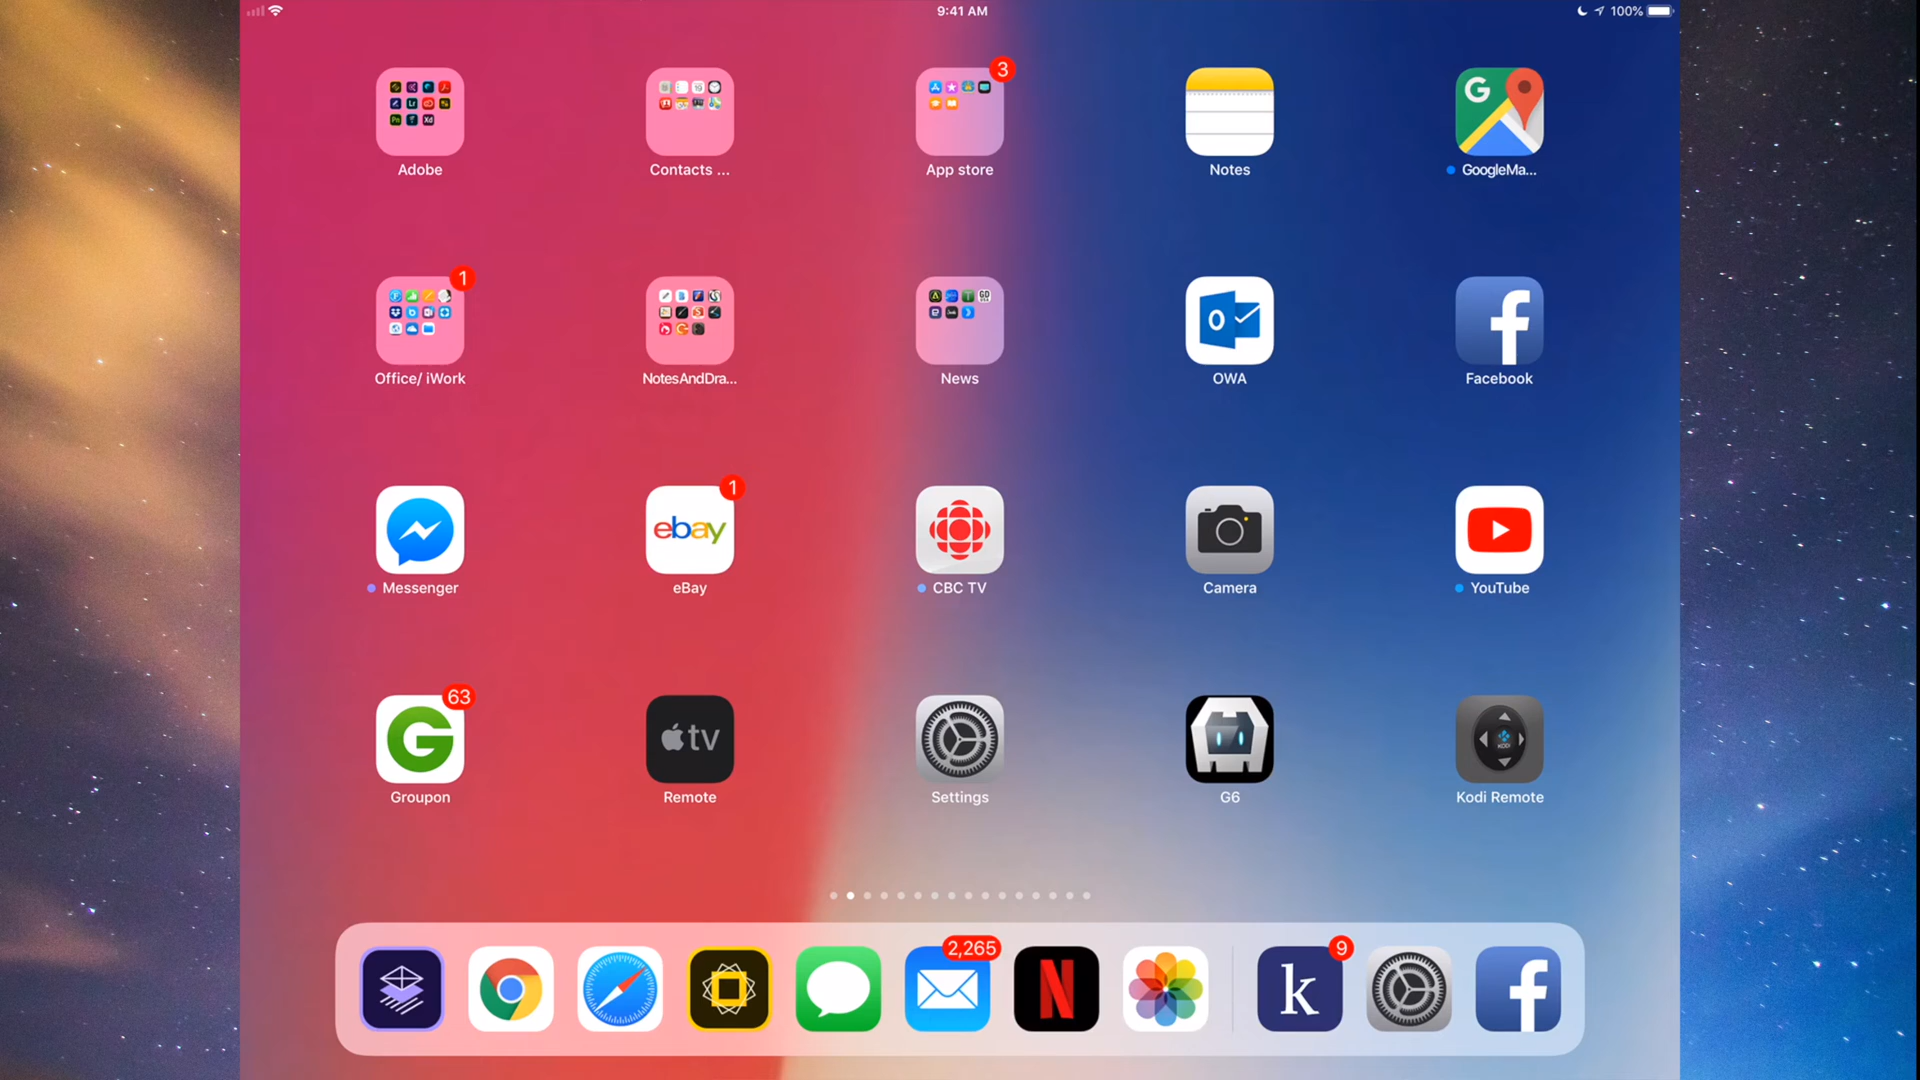 9:41 AM
100%
3
Adobe
Contacts ...
App store
Notes
G
GoogleMa...
1
Office/ iWork
NotesAndDra...
News
OWA
Facebook
1
ebay
Messenger
eBay
CBC TV
Camera
YouTube
63
G
tv
Groupon
Remote
Settings
G6
Kodi Remote
2,265
9
N
k
f